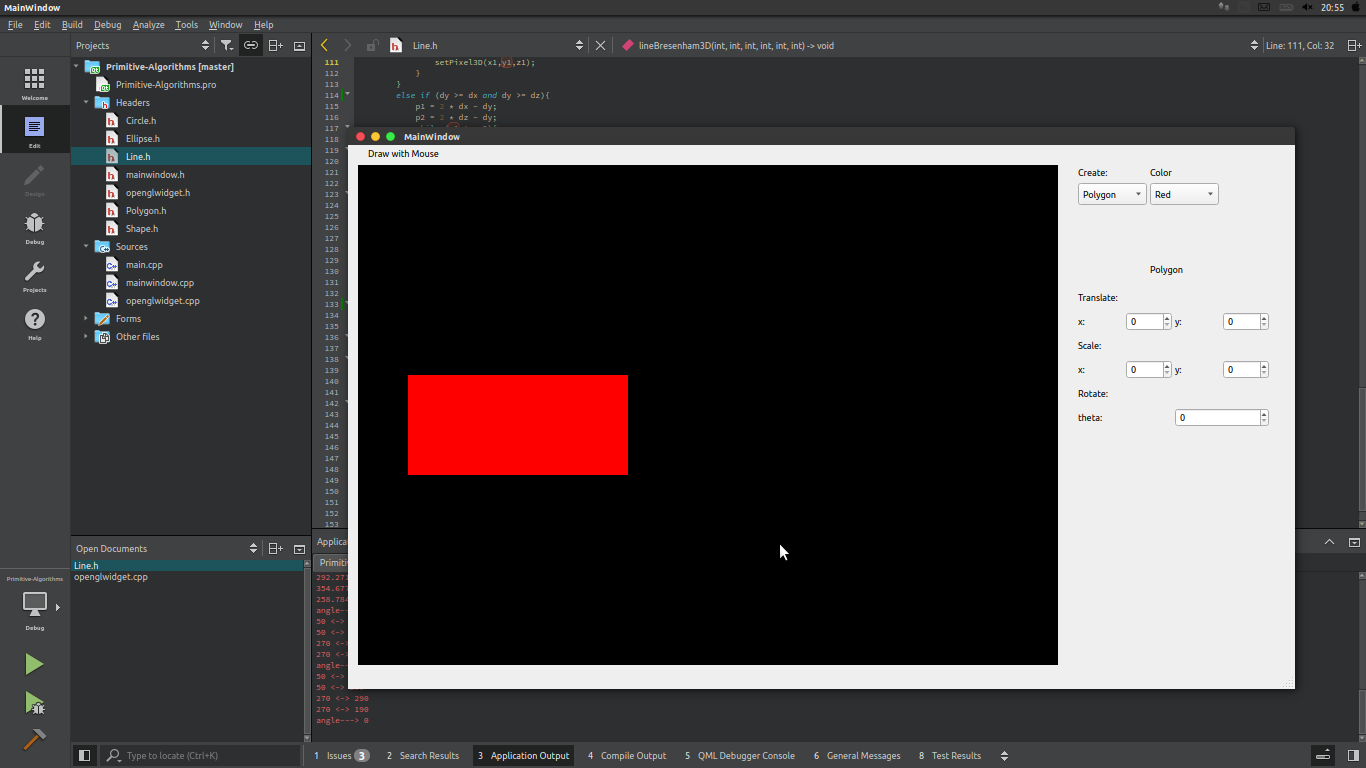 MainWindow
20:55
File Edit Build Debug Analyze Tools Window Help
Projects
Line.h
lineBresenham3D(int, int, int, int, int, int) -> void
Line: 111, Col: 32
Welcome
Edit
Design
Debug
Projects
Help
Primitive-Algorithms [master]
Primitive-Algorithms.pro
Headers
Circle.h
Ellipse.h
Line.h
mainwindow.h
openglwidget.h
Polygon.h
Shape.h
Sources
main.cpp
mainwindow.cpp
openglwidget.cpp
Forms
Other files
111 setPixel3D(x1,y1,z1);
112 }
113 }
114 else if (dy >= dx and dy >= dz){
115 p1 = 2 * dx - dy;
116 p2 = 2 * dz - dy;
117
118
119
120
121
122
123
124
125
126
127
128
129
130
131
132
133
134
135
136
137
138
139
140
141
142
143
144
145
146
147
148
149
150
151
152
153
MainWindow
Draw with Mouse
Create: Color
Polygon Red
Polygon
Translate:
x: 0 y: 0
Scale:
x: 0 y: 0
Rotate:
theta: 0
Open Documents
Line.h
openglwidget.cpp
Primitive-Algorithms
Debug
Applica
Primiti
292.27
354.67
258.784
angle--
50 <->
50 <->
270 <->
270 <->
angle--
50 <->
50 <->
270 <-> 290
270 <-> 190
angle---> 0
Type to locate (Ctrl+K)
1 Issues 3 2 Search Results 3 Application Output 4 Compile Output 5 QML Debugger Console 6 General Messages 8 Test Results